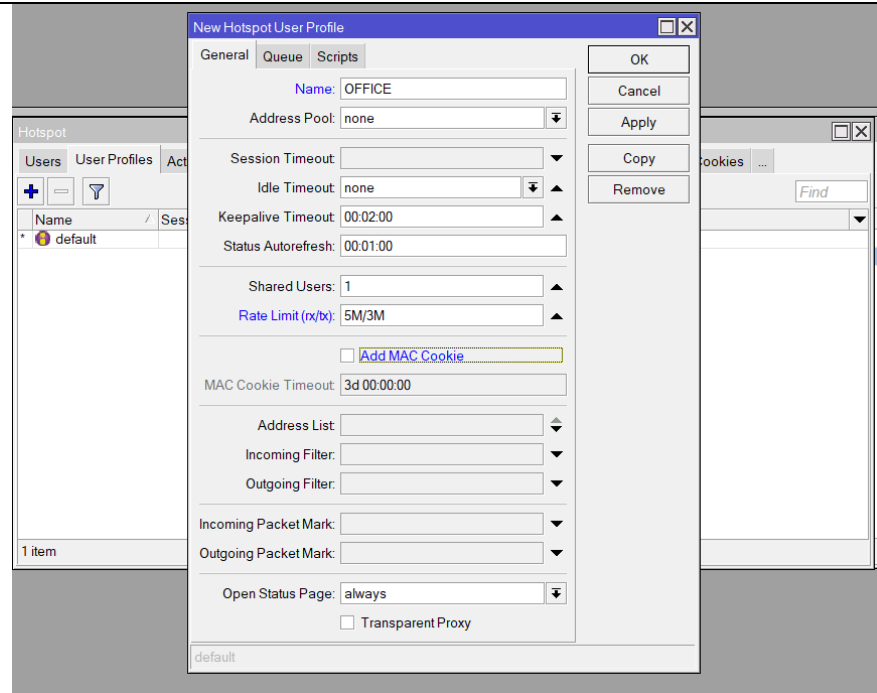 New Hotspot User Profile
General Queue Scripts
OK
Cancel
Apply
Copy
Remove
Name: OFFICE
Address Pool: none
Session Timeout:
Idle Timeout: none
Keepalive Timeout: 00:02:00
Status Autorefresh: 00:01:00
Shared Users: 1
Rate Limit (rx/tx): 5M/3M
Add MAC Cookie
MAC Cookie Timeout: 3d 00:00:00
Address List:
Incoming Filter:
Outgoing Filter:
Incoming Packet Mark:
Outgoing Packet Mark:
Open Status Page: always
Transparent Proxy
default
Hotspot
Users User Profiles Act ookies ...
Find
Name / Ses
* default
1 item